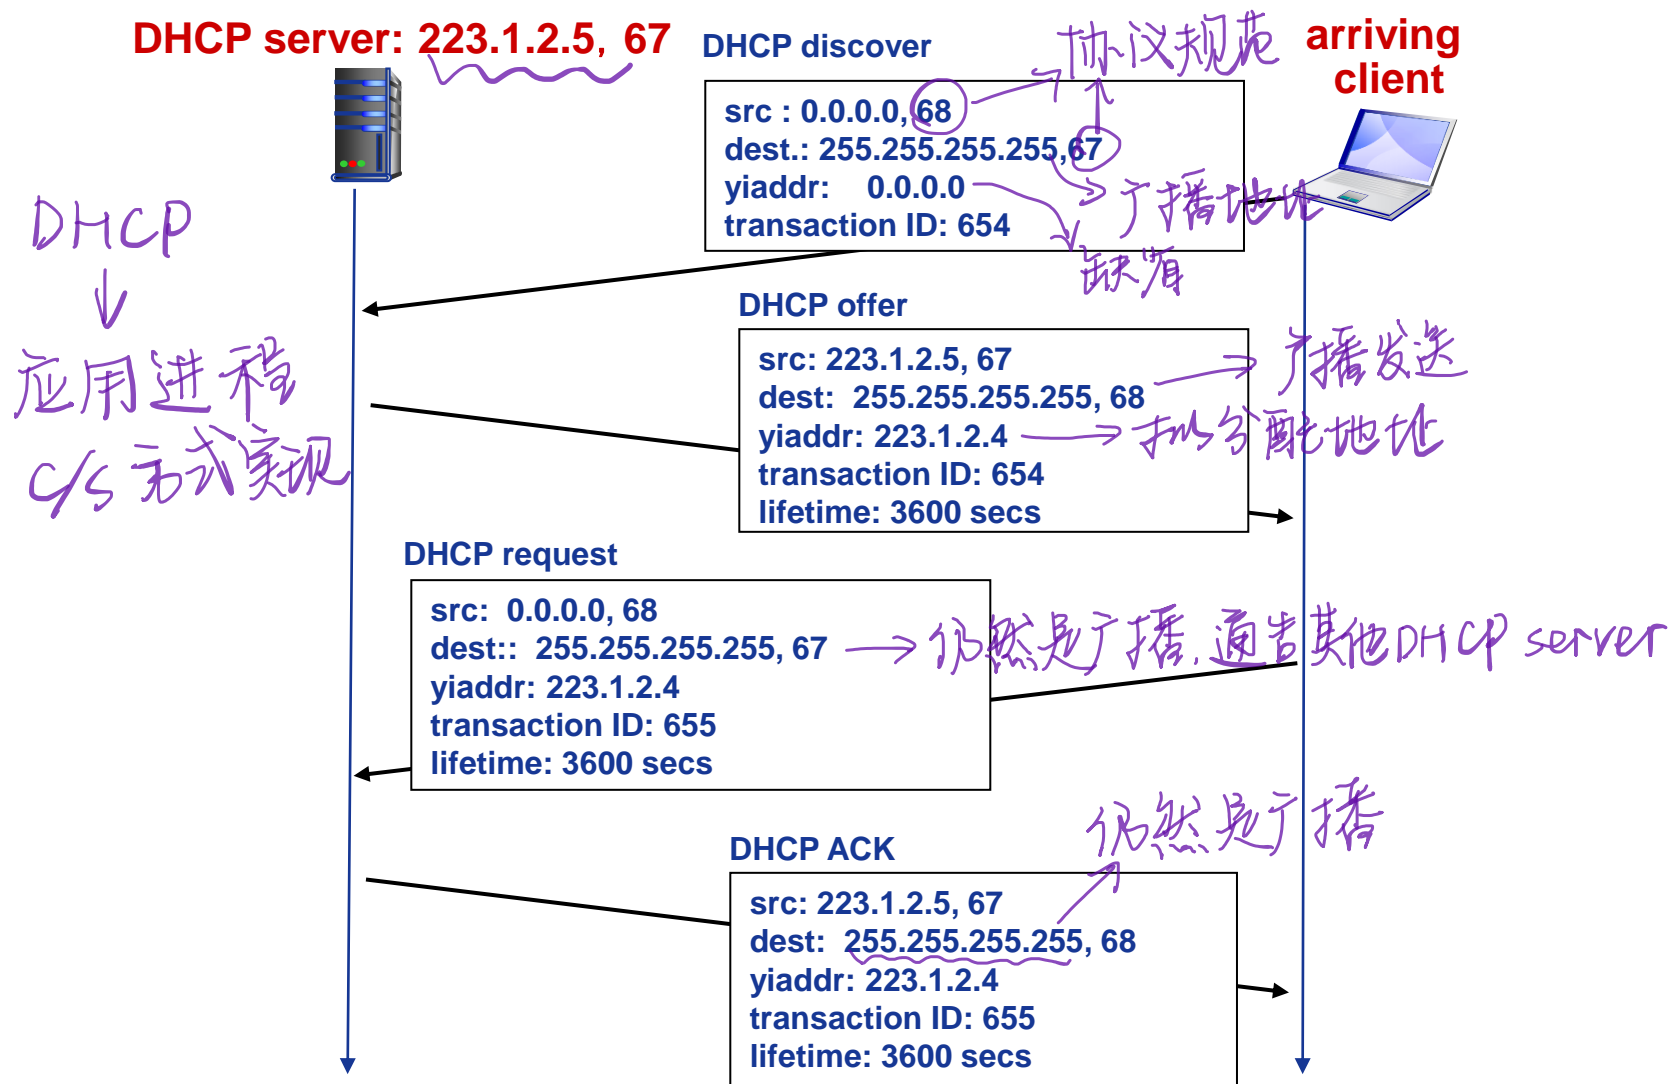 DHCP server: 223.1.2.5, 67
DHCP discover
协议规范
arriving
client
src : 0.0.0.0, 68
dest.: 255.255.255.255,67
yiaddr: 0.0.0.0
transaction ID: 654
广播地址
缺省
DHCP
应用进程
C/S 方式实现
DHCP offer
src: 223.1.2.5, 67
dest: 255.255.255.255, 68
yiaddr: 223.1.2.4
transaction ID: 654
lifetime: 3600 secs
广播发送
拟分配地址
DHCP request
src: 0.0.0.0, 68
dest:: 255.255.255.255, 67
yiaddr: 223.1.2.4
transaction ID: 655
lifetime: 3600 secs
仍然是广播,通告其他DHCP server
仍然是广播
DHCP ACK
src: 223.1.2.5, 67
dest: 255.255.255.255, 68
yiaddr: 223.1.2.4
transaction ID: 655
lifetime: 3600 secs